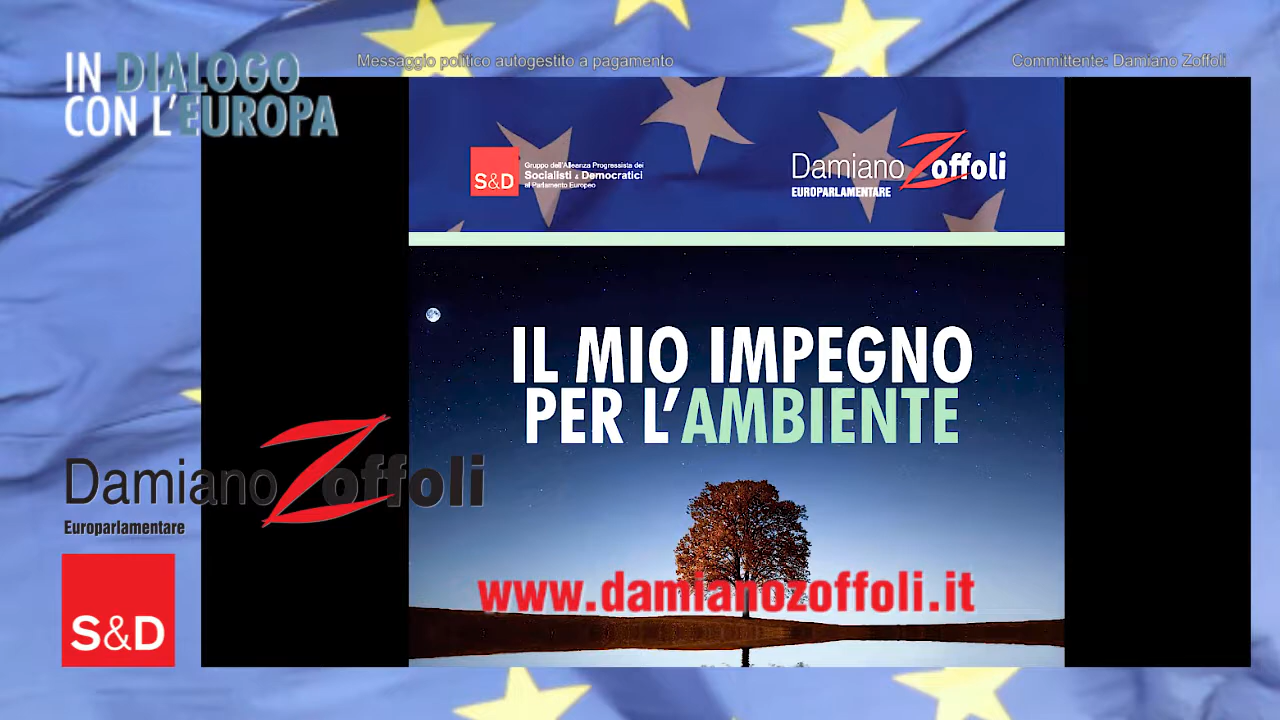 IN DIALOGO
CON L'EUROPA
Messaggio politico autogestito a pagamento
Committente: Damiano Zoffoli
S&D
Gruppo dell'Alleanza Progressista dei
Socialisti & Democratici
al Parlamento Europeo
Damiano Zoffoli
EUROPARLAMENTARE
IL MIO IMPEGNO
PER L'AMBIENTE
Damiano Zoffoli
Europarlamentare
www.damianozoffoli.it
S&D